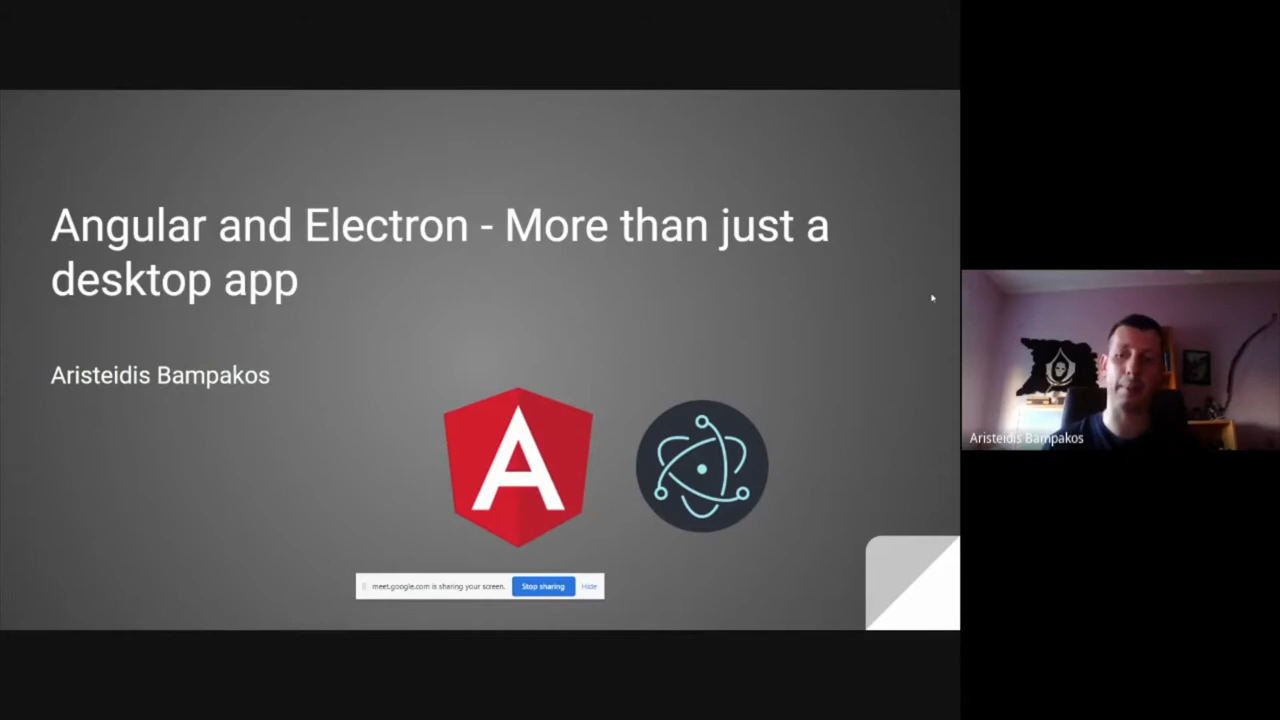 Angular and Electron - More than just a
desktop app
Aristeidis Bampakos
meet.google.com is sharing your screen.
Stop sharing
Hide
Aristeidis Bampakos